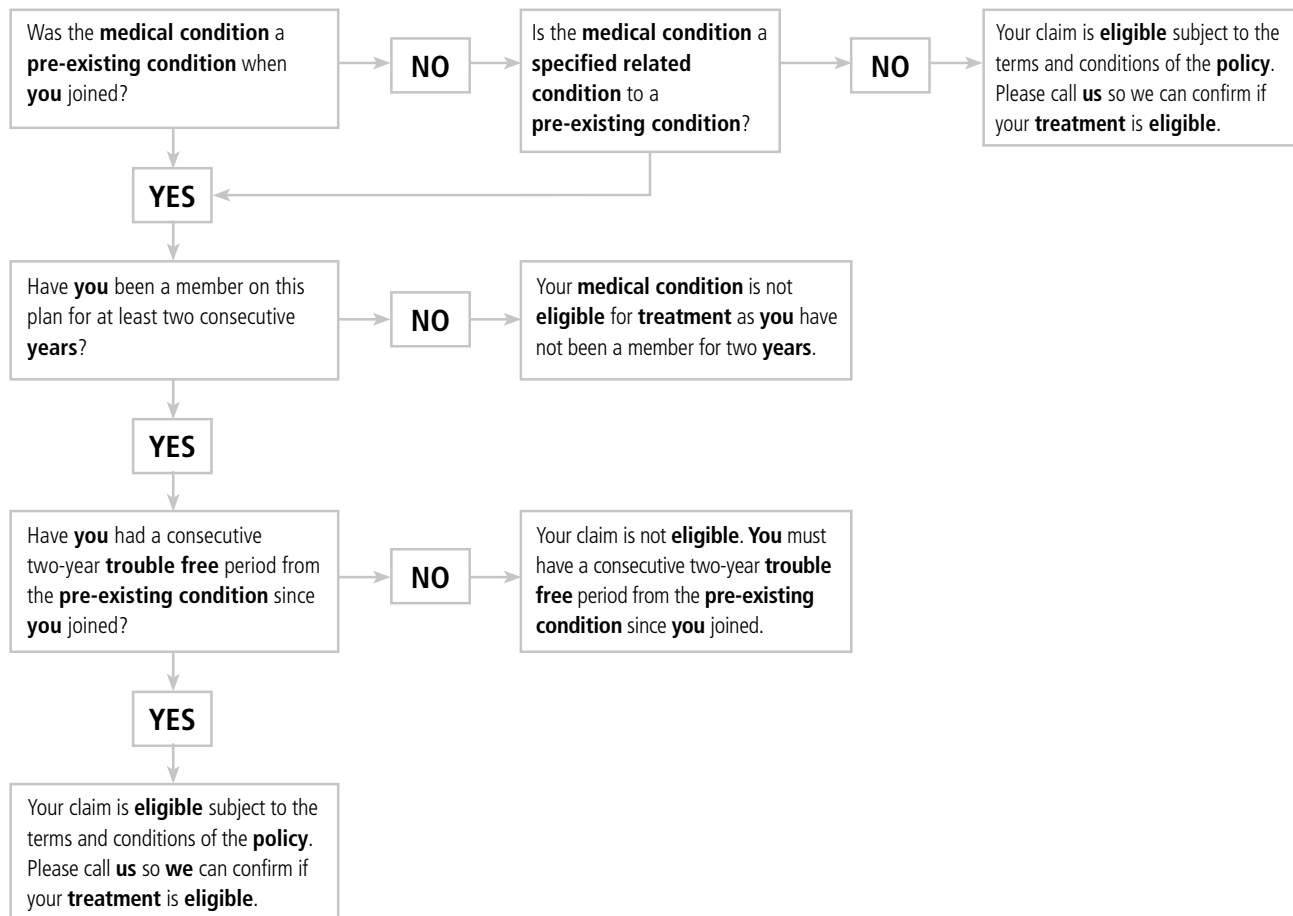 Was the medical condition a
pre-existing condition when
you joined?
NO
Is the medical condition a
specified related
condition to a
pre-existing condition?
NO
Your claim is eligible subject to the
terms and conditions of the policy.
Please call us so we can confirm if
your treatment is eligible.
YES
Have you been a member on this
plan for at least two consecutive
years?
NO
Your medical condition is not
eligible for treatment as you have
not been a member for two years.
YES
Have you had a consecutive
two-year trouble free period from
the pre-existing condition since
you joined?
NO
Your claim is not eligible. You must
have a consecutive two-year trouble
free period from the pre-existing
condition since you joined.
YES
Your claim is eligible subject to the
terms and conditions of the policy.
Please call us so we can confirm if
your treatment is eligible.